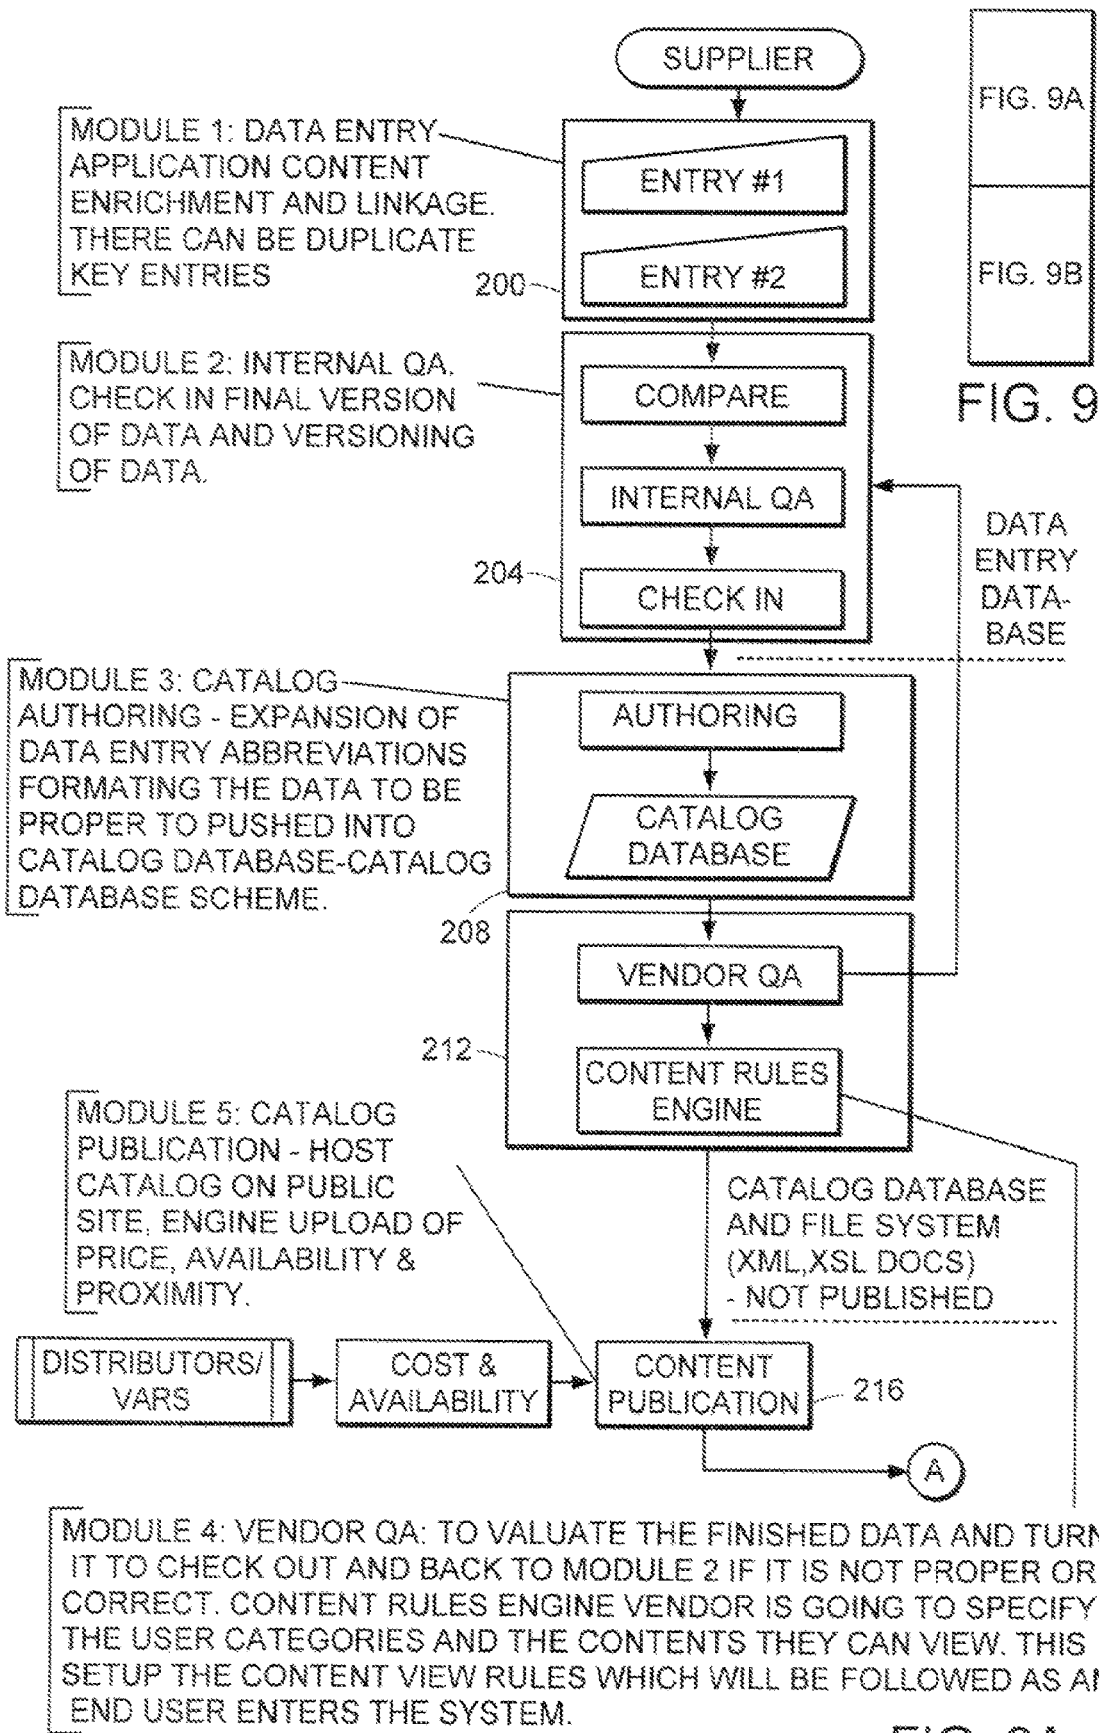 SUPPLIER
FIG. 9A
FIG. 9B
FIG. 9
MODULE 1: DATA ENTRY
APPLICATION CONTENT
ENRICHMENT AND LINKAGE.
THERE CAN BE DUPLICATE
KEY ENTRIES
ENTRY #1
ENTRY #2
200
MODULE 2: INTERNAL QA.
CHECK IN FINAL VERSION
OF DATA AND VERSIONING
OF DATA.
COMPARE
INTERNAL QA
CHECK IN
204
DATA
ENTRY
DATA-
BASE
MODULE 3: CATALOG
AUTHORING - EXPANSION OF
DATA ENTRY ABBREVIATIONS
FORMATING THE DATA TO BE
PROPER TO PUSHED INTO
CATALOG DATABASE-CATALOG
DATABASE SCHEME.
AUTHORING
CATALOG
DATABASE
208
VENDOR QA
CONTENT RULES
ENGINE
212
MODULE 5: CATALOG
PUBLICATION - HOST
CATALOG ON PUBLIC
SITE, ENGINE UPLOAD OF
PRICE, AVAILABILITY &
PROXIMITY.
CATALOG DATABASE
AND FILE SYSTEM
(XML,XSL DOCS)
- NOT PUBLISHED
DISTRIBUTORS/
VARS
COST &
AVAILABILITY
CONTENT
PUBLICATION
216
A
MODULE 4: VENDOR QA: TO VALUATE THE FINISHED DATA AND TURN
IT TO CHECK OUT AND BACK TO MODULE 2 IF IT IS NOT PROPER OR
CORRECT. CONTENT RULES ENGINE VENDOR IS GOING TO SPECIFY
THE USER CATEGORIES AND THE CONTENTS THEY CAN VIEW. THIS
SETUP THE CONTENT VIEW RULES WHICH WILL BE FOLLOWED AS AN
END USER ENTERS THE SYSTEM.